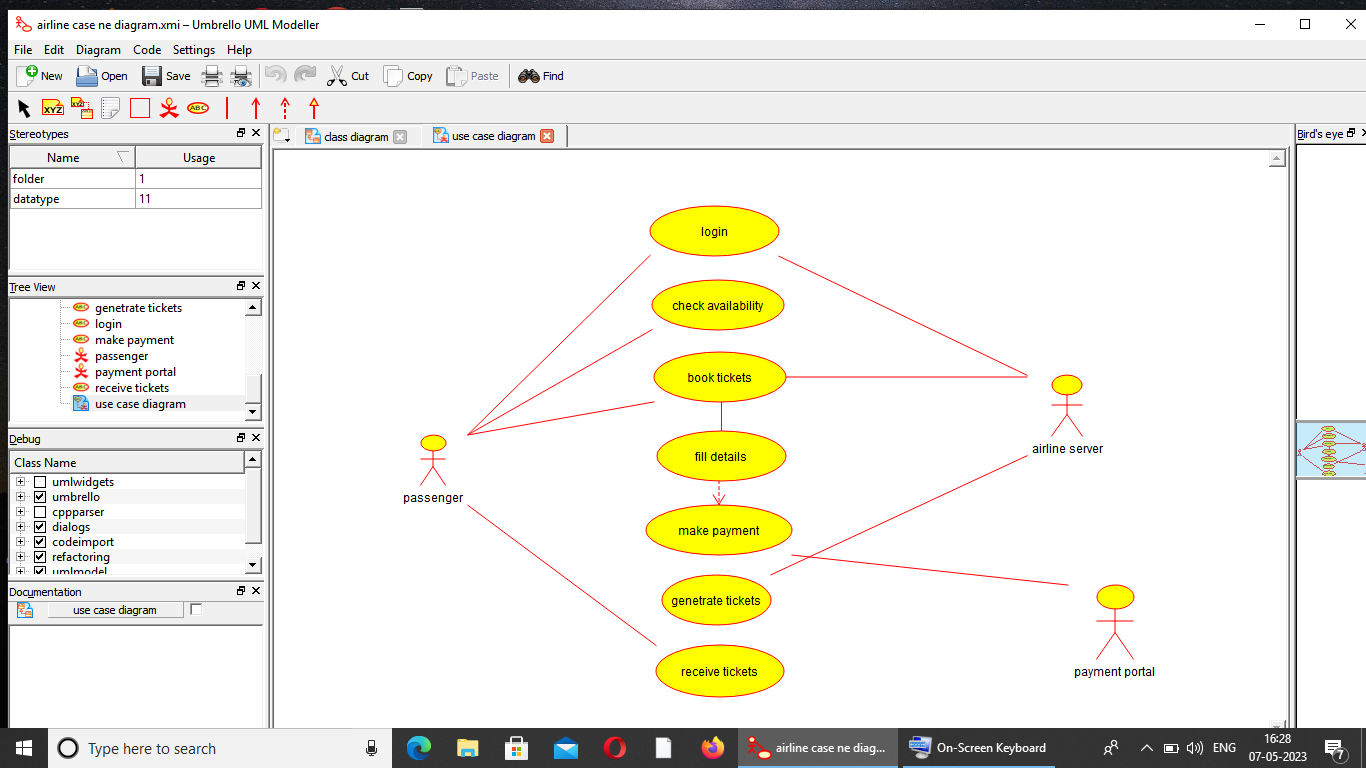 airline case ne diagram.xmi – Umbrello UML Modeller
File Edit Diagram Code Settings Help
New Open Save Cut Copy Paste Find
XYZ XYZ ABC
Stereotypes
Name Usage
folder 1
datatype 11
Tree View
genetrate tickets
login
make payment
passenger
payment portal
receive tickets
use case diagram
Debug
Class Name
umlwidgets
umbrello
cppparser
dialogs
codeimport
refactoring
umlmodel
Documentation
use case diagram
class diagram use case diagram
Bird's eye
login
check availability
book tickets
fill details
make payment
genetrate tickets
receive tickets
passenger
airline server
payment portal
Type here to search
airline case ne diag...
On-Screen Keyboard
ENG
16:28
07-05-2023
7